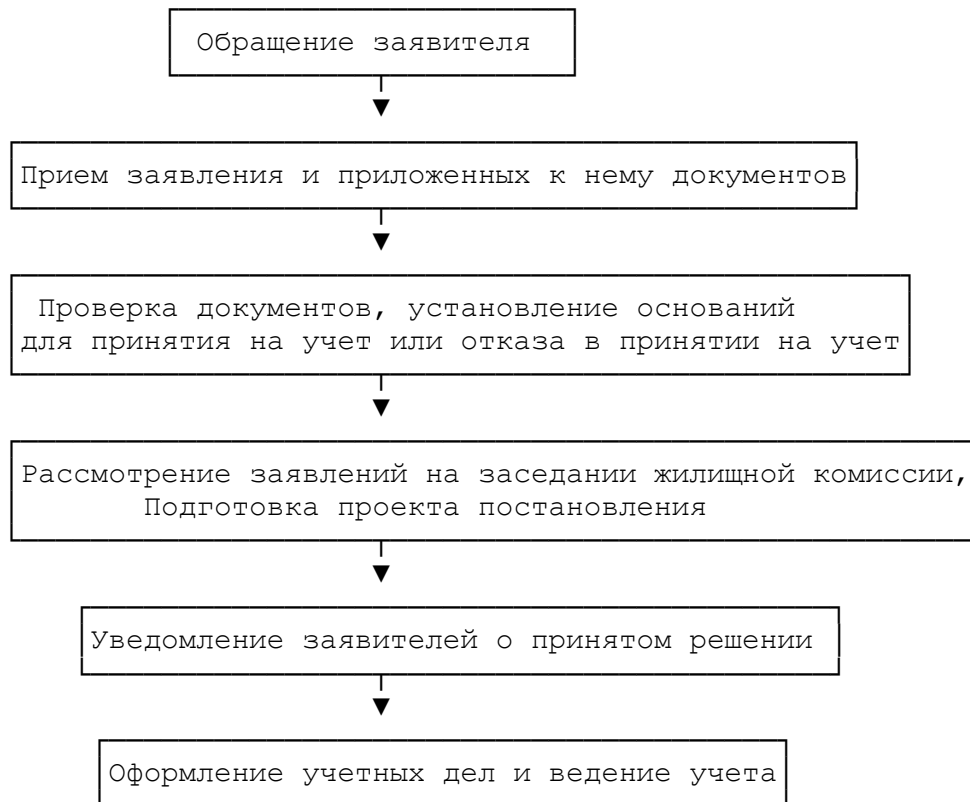 Обращение заявителя
Прием заявления и приложенных к нему документов
Проверка документов, установление оснований
для принятия на учет или отказа в принятии на учет
Рассмотрение заявлений на заседании жилищной комиссии,
Подготовка проекта постановления
Уведомление заявителей о принятом решении
Оформление учетных дел и ведение учета